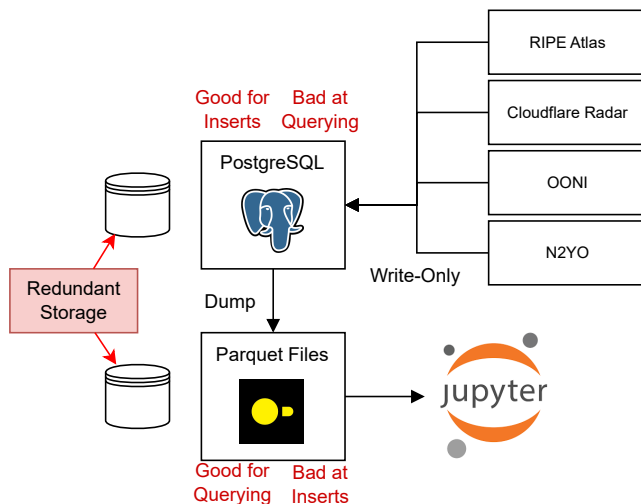 RIPE Atlas
Cloudflare Radar
OONI
N2YO
Good for
Inserts
Bad at
Querying
PostgreSQL
Write-Only
Redundant
Storage
Dump
Parquet Files
jupyter
Good for
Querying
Bad at
Inserts